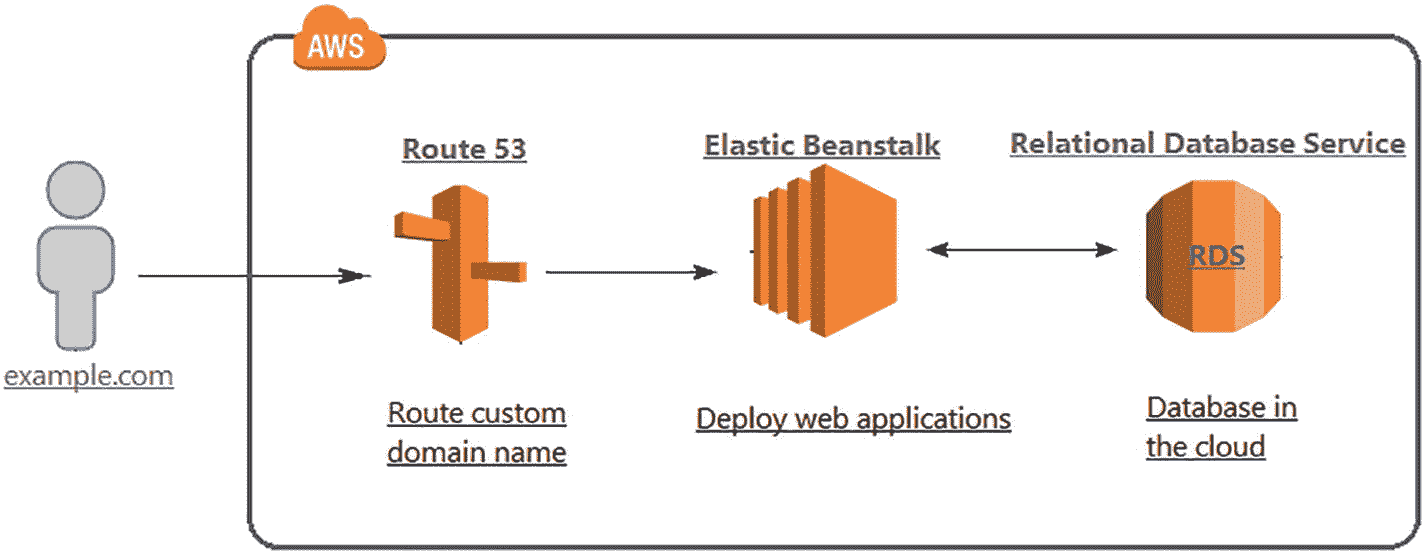 AWS
Route 53
Elastic Beanstalk
Relational Database Service
RDS
example.com
Route custom
domain name
Deploy web applications
Database in
the cloud